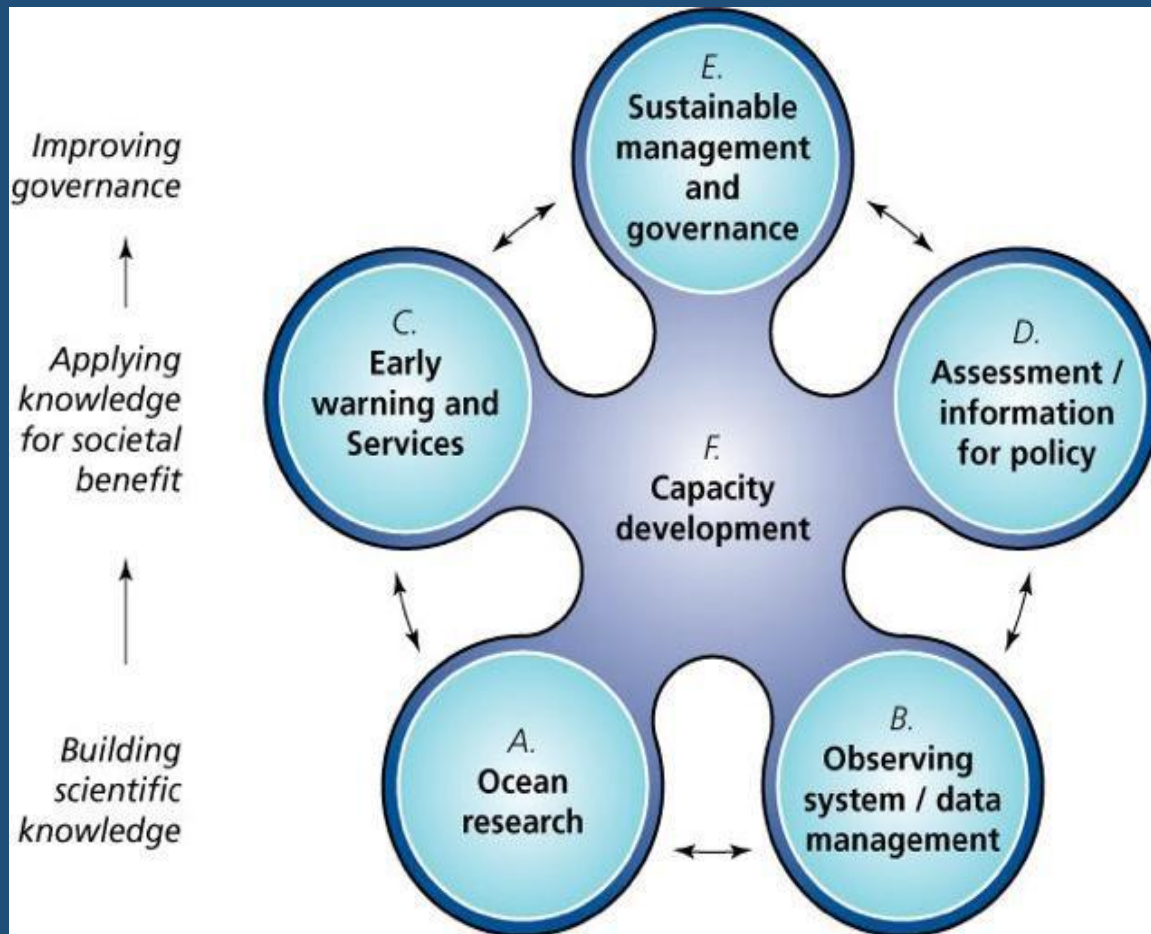 Improving
governance
Applying
knowledge
for societal
benefit
Building
scientific
knowledge
E.
Sustainable
management
and
governance
C.
Early
warning and
Services
D.
Assessment /
information
for policy
F.
Capacity
development
A.
Ocean
research
B.
Observing
system / data
management